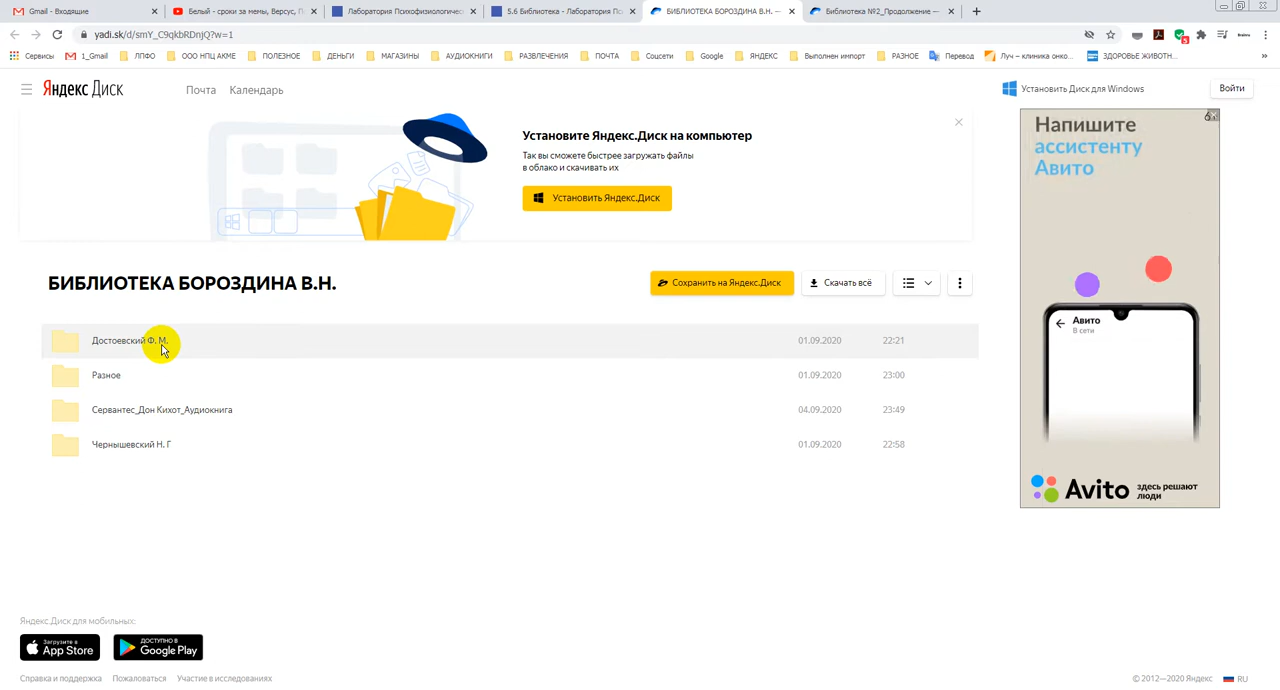 Gmail - Входящие
Белый - сроки за мемы, Версус, П
Лаборатория Психофизиологичес
5.6 Библиотека - Лаборатория Пс
БИБЛИОТЕКА БОРОЗДИНА В.Н. —
Библиотека №2_Продолжение —
yadi.sk/d/smY_C9qkbRDnjQ?w=1
Сервисы
1_Gmail
ЛПФО
ООО НПЦ АКМЕ
ПОЛЕЗНОЕ
ДЕНЬГИ
МАГАЗИНЫ
АУДИОКНИГИ
РАЗВЛЕЧЕНИЯ
ПОЧТА
Соцсети
Google
ЯНДЕКС
Выполнен импорт
РАЗНОЕ
Перевод
Луч – клиника онко...
ЗДОРОВЬЕ ЖИВОТН...
»
Яндекс Диск
Почта
Календарь
Установить Диск для Windows
Войти
Установите Яндекс.Диск на компьютер
Так вы сможете быстрее загружать файлы
в облако и скачивать их
Установить Яндекс.Диск
Напишите
ассистенту
Авито
Авито
В сети
Avito здесь решают
люди
БИБЛИОТЕКА БОРОЗДИНА В.Н.
Сохранить на Яндекс.Диск
Скачать всё
Достоевский Ф. М. 01.09.2020 22:21
Разное 01.09.2020 23:00
Сервантес_Дон Кихот_Аудиокнига 04.09.2020 23:49
Чернышевский Н. Г 01.09.2020 22:58
Яндекс.Диск для мобильных:
Загрузите в
App Store
ДОСТУПНО В
Google Play
Справка и поддержка
Пожаловаться
Участие в исследованиях
© 2012—2020 Яндекс
RU